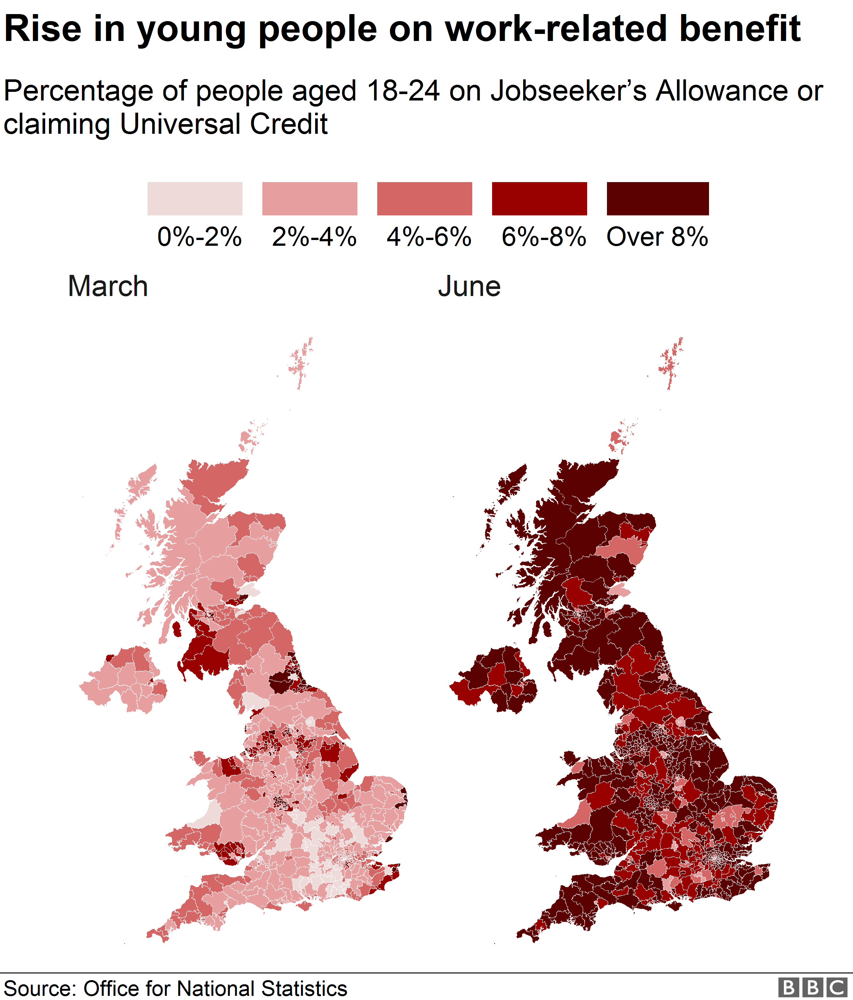 Rise in young people on work-related benefit
Percentage of people aged 18-24 on Jobseeker’s Allowance or
claiming Universal Credit
0%-2% 2%-4% 4%-6% 6%-8% Over 8%
March June
Source: Office for National Statistics BBC